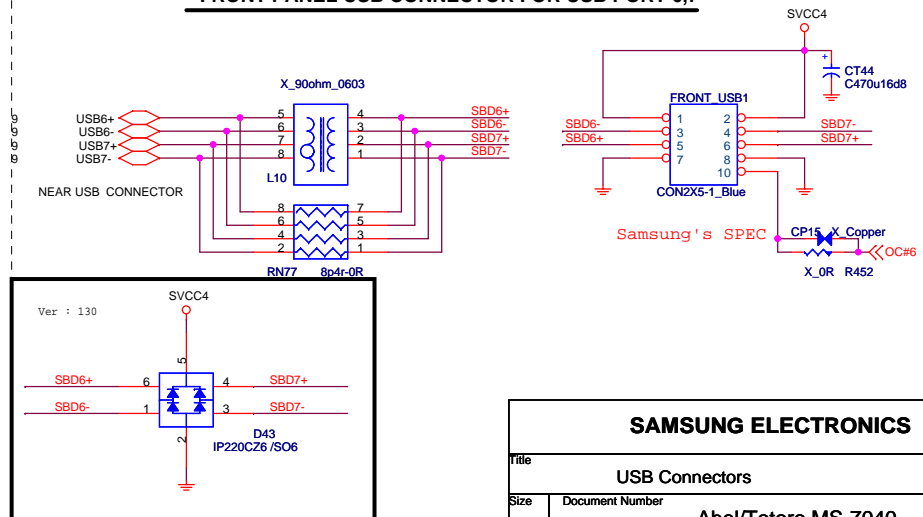 SVCC4
+
CT44
C470u16d8
X_90ohm_0603
FRONT_USB1
9 USB6+ 5 4 SBD6+
9 USB6- 6 3 SBD6-
9 USB7+ 7 2 SBD7+
9 USB7- 8 1 SBD7-
L10
1 2
SBD6- 3 4 SBD7-
SBD6+ 5 6 SBD7+
7 8
10
CON2X5-1_Blue
NEAR USB CONNECTOR
8 7
6 5
4 3
2 1
RN77 8p4r-0R
Samsung's SPEC
CP15 X_Copper
OC#6
X_0R R452
Ver : 130
SVCC4
5
SBD6+ 6 4 SBD7+
SBD6- 1 3 SBD7-
2
D43
IP220CZ6 /SO6
SAMSUNG ELECTRONICS
Title
USB Connectors
Size Document Number